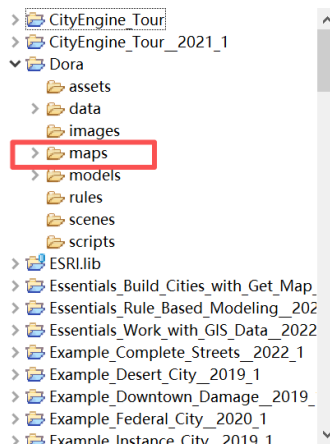 CityEngine_Tour
CityEngine_Tour__2021_1
Dora
assets
data
images
maps
models
rules
scenes
scripts
ESRI.lib
Essentials_Build_Cities_with_Get_Map_
Essentials_Rule_Based_Modeling__202
Essentials_Work_with_GIS_Data__2022
Example_Complete_Streets__2022_1
Example_Desert_City__2019_1
Example_Downtown_Damage__2019_
Example_Federal_City__2020_1
Example_Instance_City_2019_1